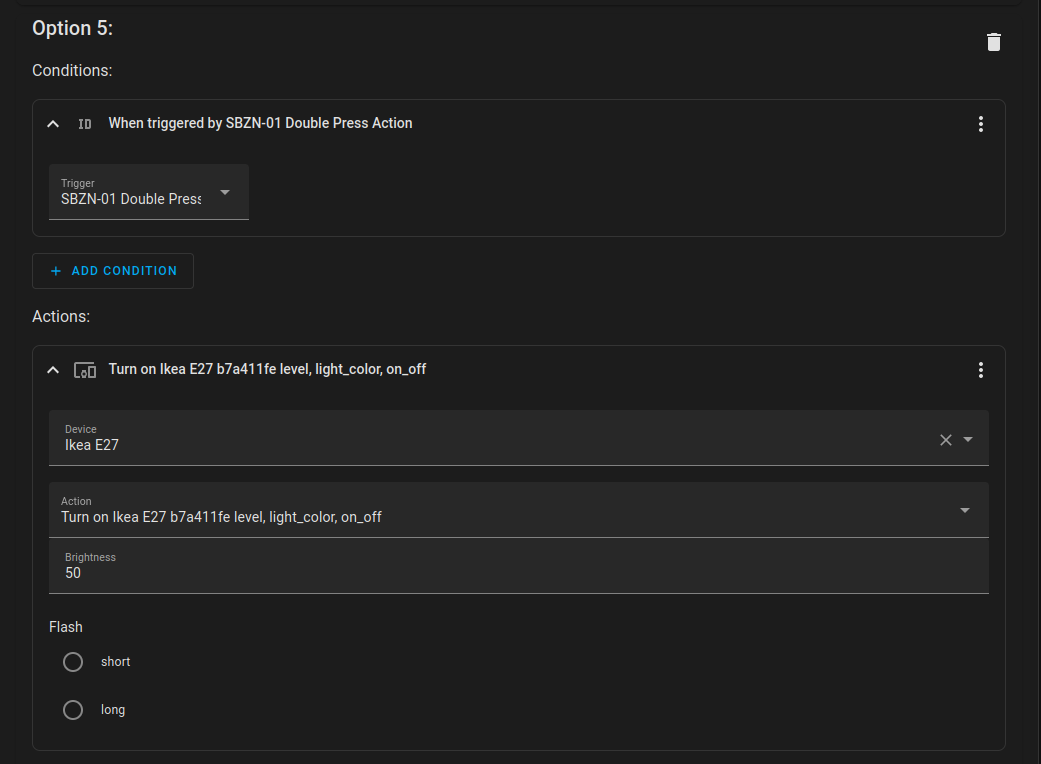 Option 5:
Conditions:
ID When triggered by SBZN-01 Double Press Action
Trigger
SBZN-01 Double Press
+ ADD CONDITION
Actions:
Turn on Ikea E27 b7a411fe level, light_color, on_off
Device
Ikea E27
Action
Turn on Ikea E27 b7a411fe level, light_color, on_off
Brightness
50
Flash
short
long